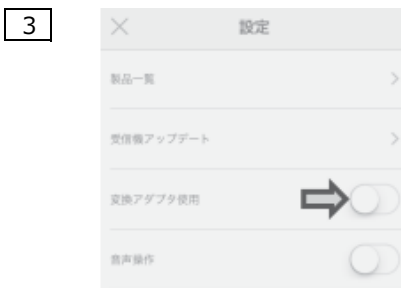 3
設定
製品一覧
受信機アップデート
変換アダプタ使用
音声操作